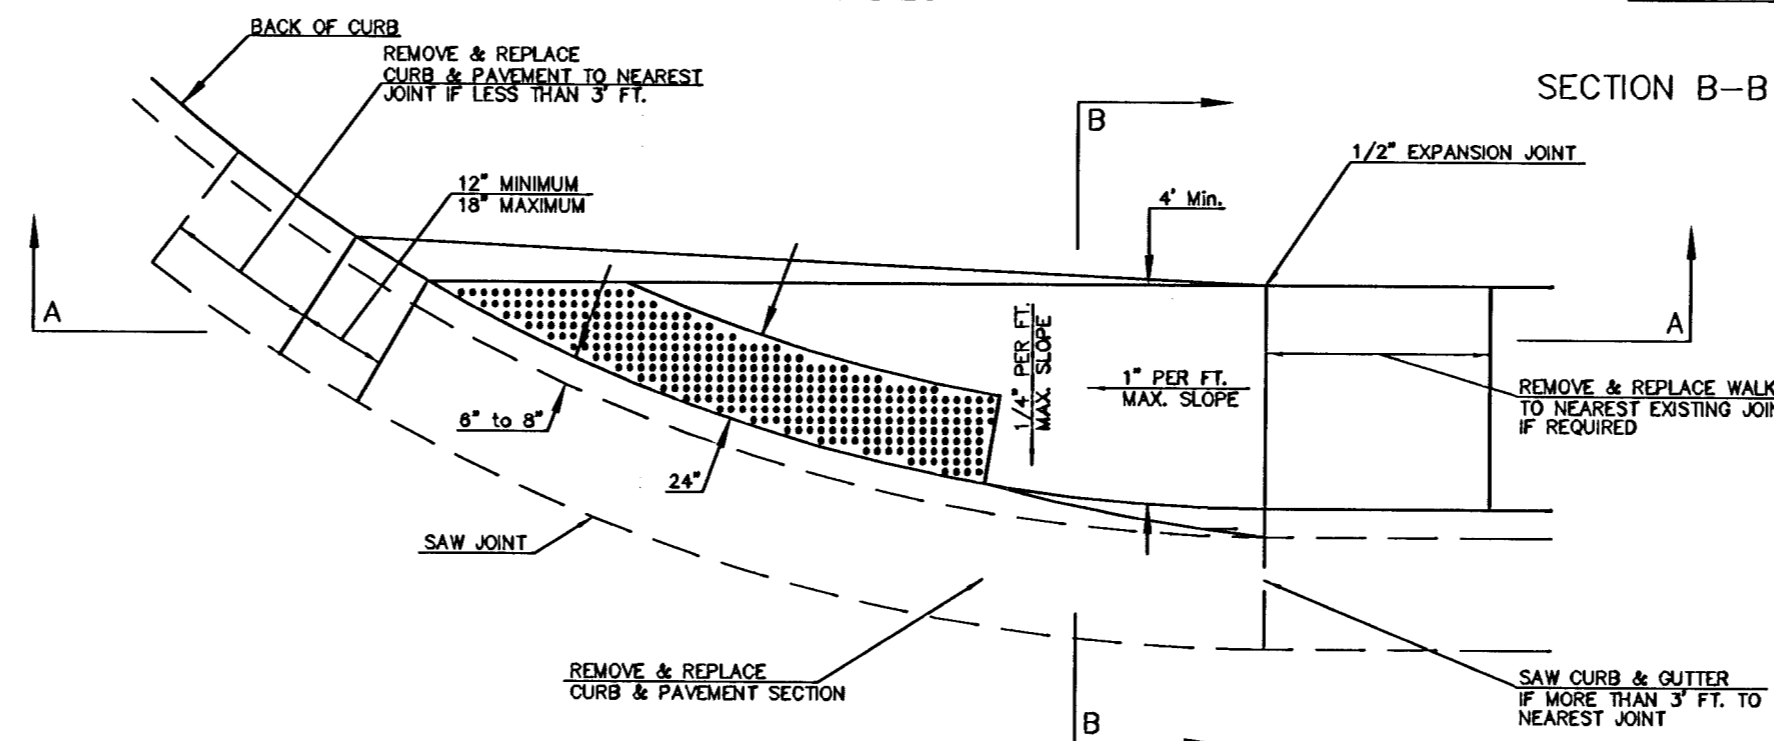 BACK OF CURB
REMOVE & REPLACE
CURB & PAVEMENT TO NEAREST
JOINT IF LESS THAN 3' FT.
SECTION B-B
B
1/2" EXPANSION JOINT
12" MINIMUM
18" MAXIMUM
4' Min.
A
A
1/4" PER FT.
MAX. SLOPE
1" PER FT.
MAX. SLOPE
REMOVE & REPLACE WALK
TO NEAREST EXISTING JOIN
IF REQUIRED
6" to 8"
24"
SAW JOINT
REMOVE & REPLACE
CURB & PAVEMENT SECTION
SAW CURB & GUTTER
IF MORE THAN 3' FT. TO
NEAREST JOINT
B